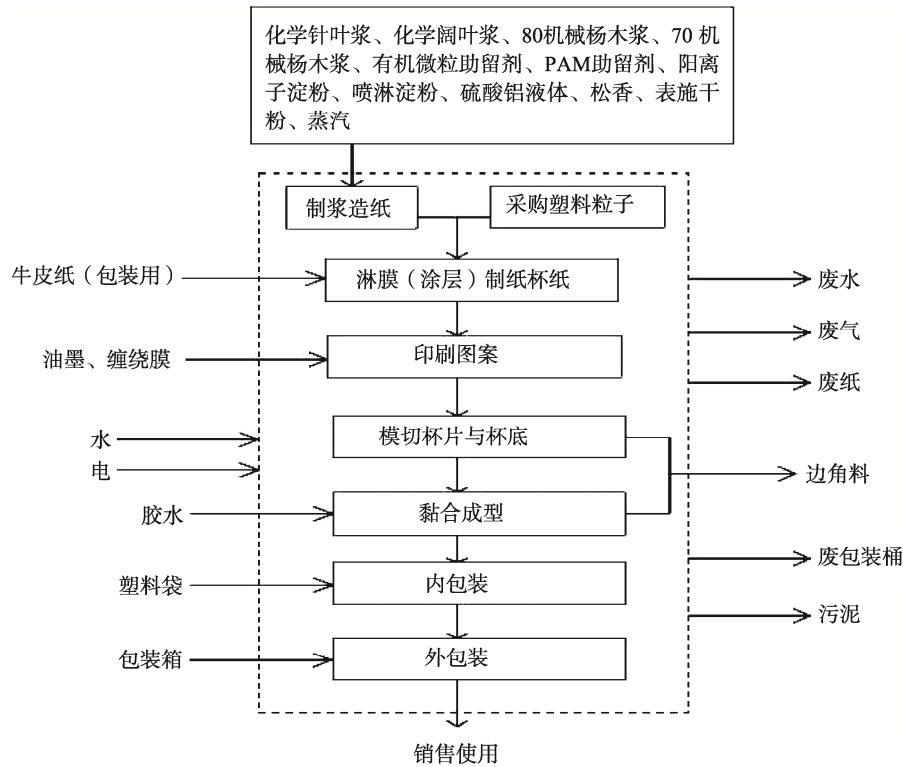 化学针叶浆、化学阔叶浆、80机械杨木浆、70 机
械杨木浆、有机微粒助留剂、PAM助留剂、阳离
子淀粉、喷淋淀粉、硫酸铝液体、松香、表施干
粉、蒸汽
制浆造纸
采购塑料粒子
牛皮纸（包装用）
淋膜（涂层）制纸杯纸
废水
油墨、缠绕膜
印刷图案
废气
废纸
水
电
模切杯片与杯底
边角料
胶水
黏合成型
塑料袋
内包装
废包装桶
污泥
包装箱
外包装
销售使用